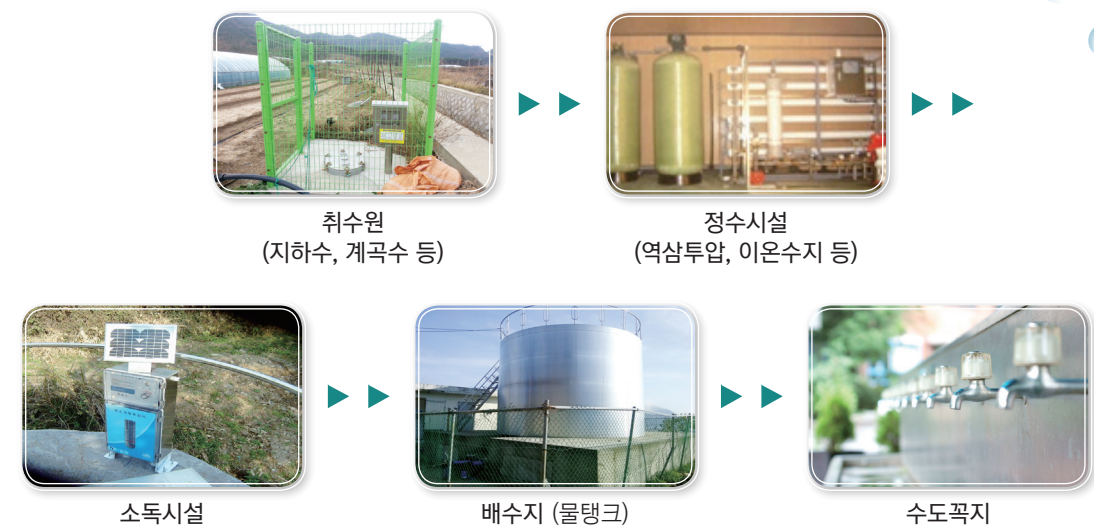 취수원
(지하수, 계곡수 등)
정수시설
(역삼투압, 이온수지 등)
소독시설
배수지 (물탱크)
수도꼭지